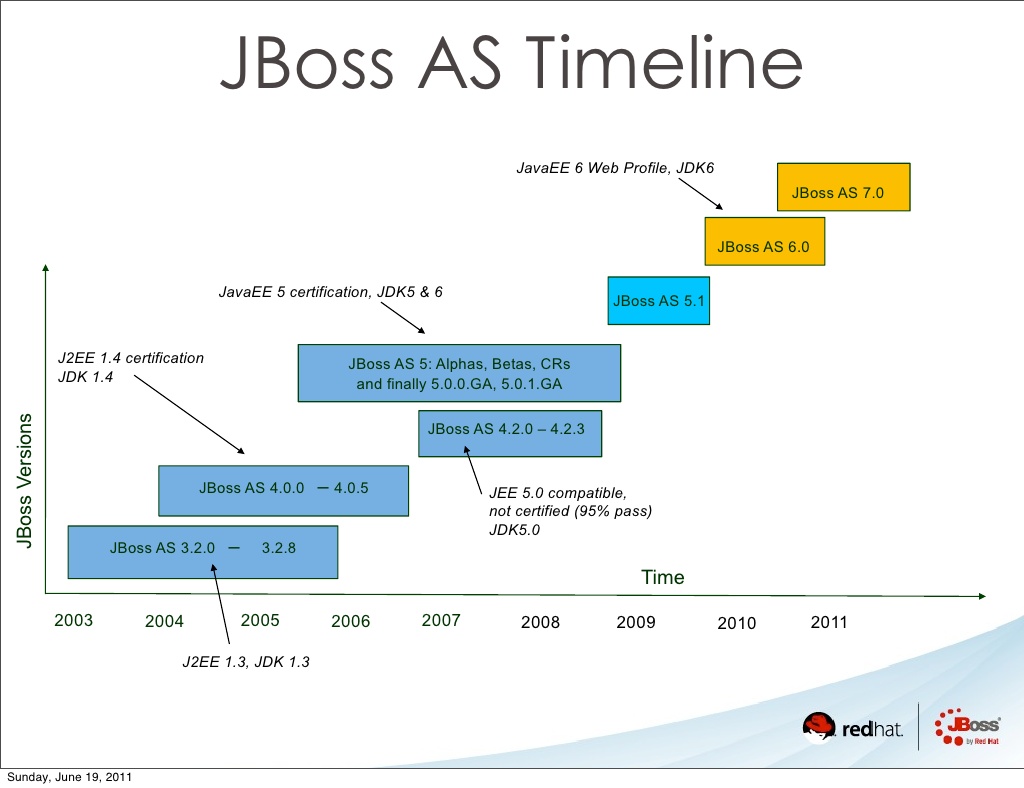 JBoss AS Timeline
JavaEE 6 Web Profile, JDK6
JBoss AS 7.0
JBoss AS 6.0
JavaEE 5 certification, JDK5 & 6
JBoss AS 5.1
J2EE 1.4 certification
JDK 1.4
JBoss AS 5: Alphas, Betas, CRs
and finally 5.0.0.GA, 5.0.1.GA
JBoss AS 4.2.0 – 4.2.3
JBoss Versions
JBoss AS 4.0.0 – 4.0.5
JEE 5.0 compatible,
not certified (95% pass)
JDK5.0
JBoss AS 3.2.0 – 3.2.8
Time
2003 2004 2005 2006 2007 2008 2009 2010 2011
J2EE 1.3, JDK 1.3
redhat.
JBoss
by Red Hat
Sunday, June 19, 2011